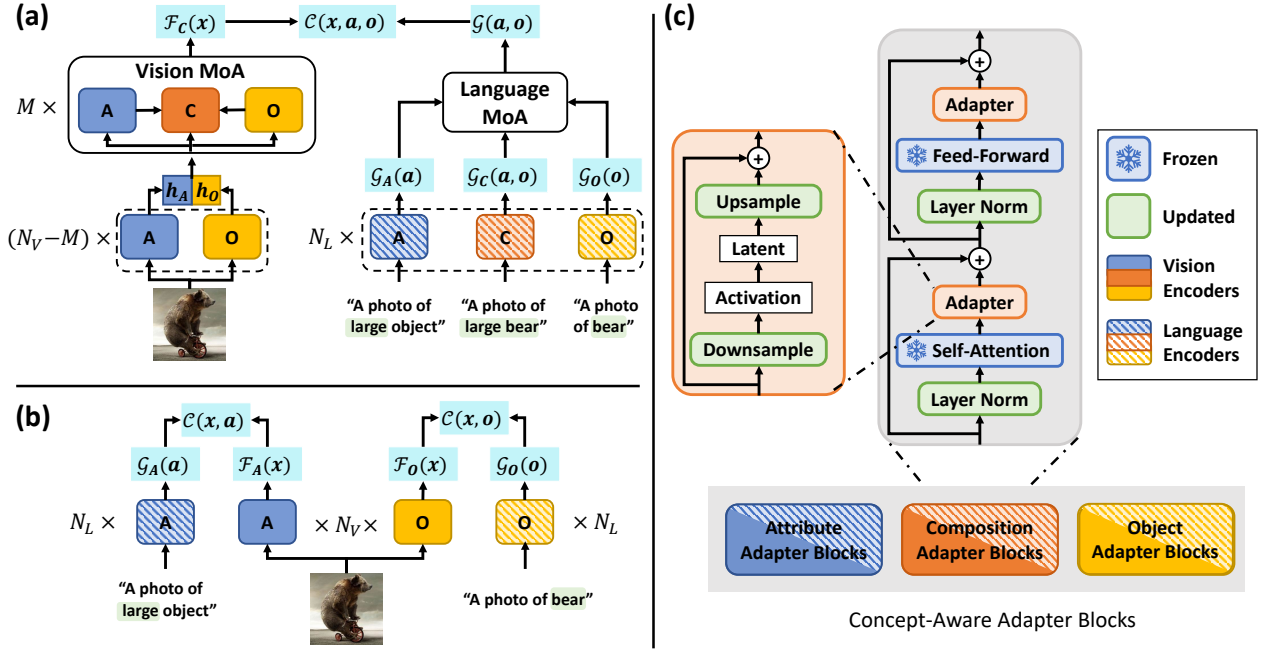 (a)
𝓕_C(𝒙)
𝒞(𝒙, 𝒂, 𝒐)
𝒢(𝒂, 𝒐)
Vision MoA
M ×
A
C
O
Language
MoA
h_A
h_O
𝒢_A(𝒂)
𝒢_C(𝒂, 𝒐)
𝒢_O(𝒐)
(N_V−M) ×
A
O
N_L ×
A
C
O
“A photo of
large object”
“A photo of
large bear”
“A photo
of bear”
(b)
𝒞(𝒙, 𝒂)
𝒞(𝒙, 𝒐)
𝒢_A(𝒂)
𝓕_A(𝒙)
𝓕_O(𝒙)
𝒢_O(𝒐)
N_L ×
A
A
× N_V ×
O
O
× N_L
“A photo of
large object”
“A photo of bear”
(c)
+
Adapter
Feed-Forward
Layer Norm
+
Adapter
Self-Attention
Layer Norm
+
Upsample
Latent
Activation
Downsample
Frozen
Updated
Vision
Encoders
Language
Encoders
Attribute
Adapter Blocks
Composition
Adapter Blocks
Object
Adapter Blocks
Concept-Aware Adapter Blocks